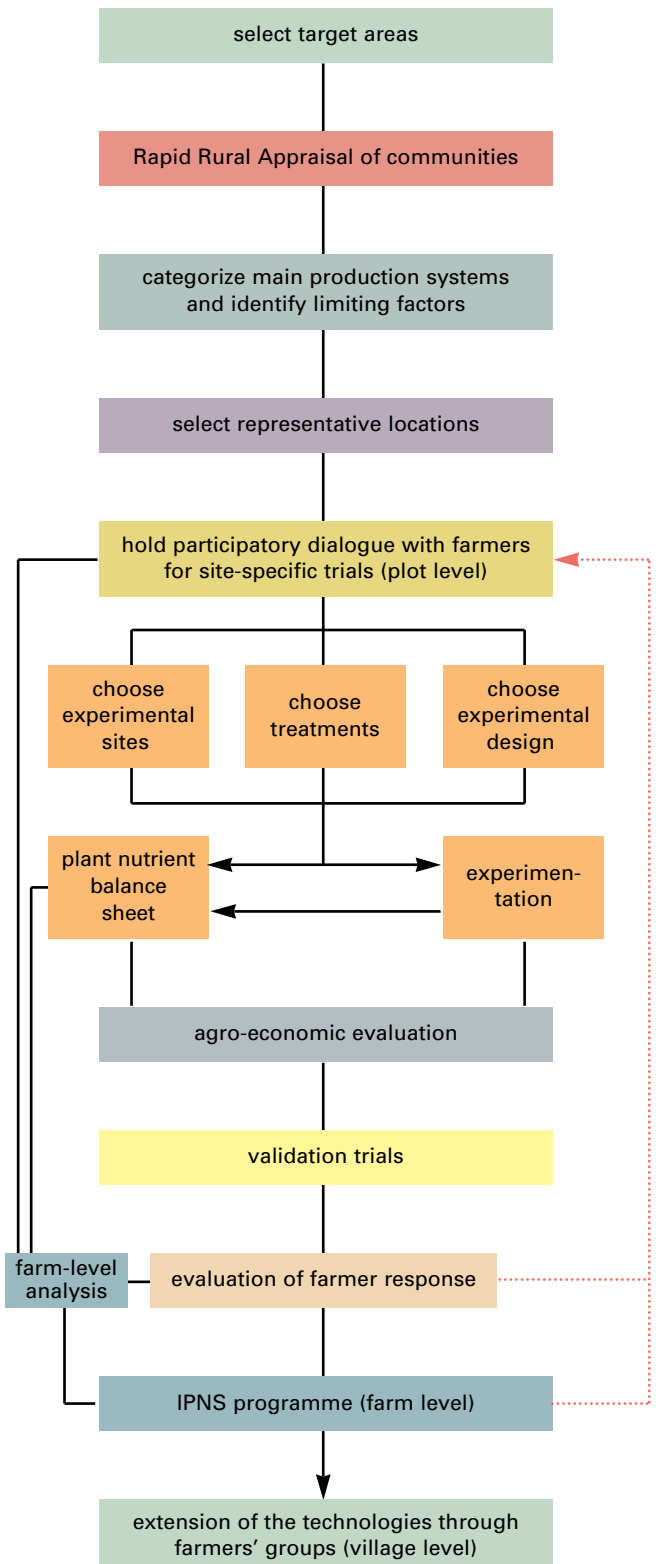 select target areas
Rapid Rural Appraisal of communities
categorize main production systems
and identify limiting factors
select representative locations
hold participatory dialogue with farmers
for site-specific trials (plot level)
choose
experimental
sites
choose
treatments
choose
experimental
design
plant nutrient
balance
sheet
experimen-
tation
agro-economic evaluation
validation trials
farm-level
analysis
evaluation of farmer response
IPNS programme (farm level)
extension of the technologies through
farmers’ groups (village level)